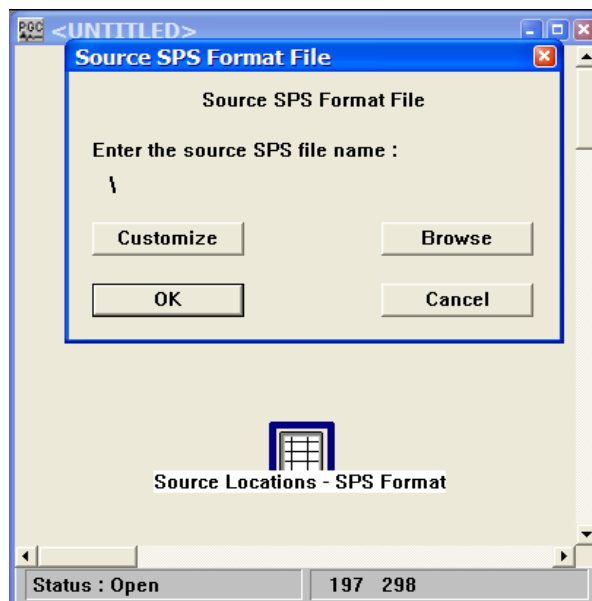 PGC <UNTITLED>
Source SPS Format File
Source SPS Format File
Enter the source SPS file name :
\
Customize Browse
OK Cancel
Source Locations - SPS Format
Status : Open 197 298